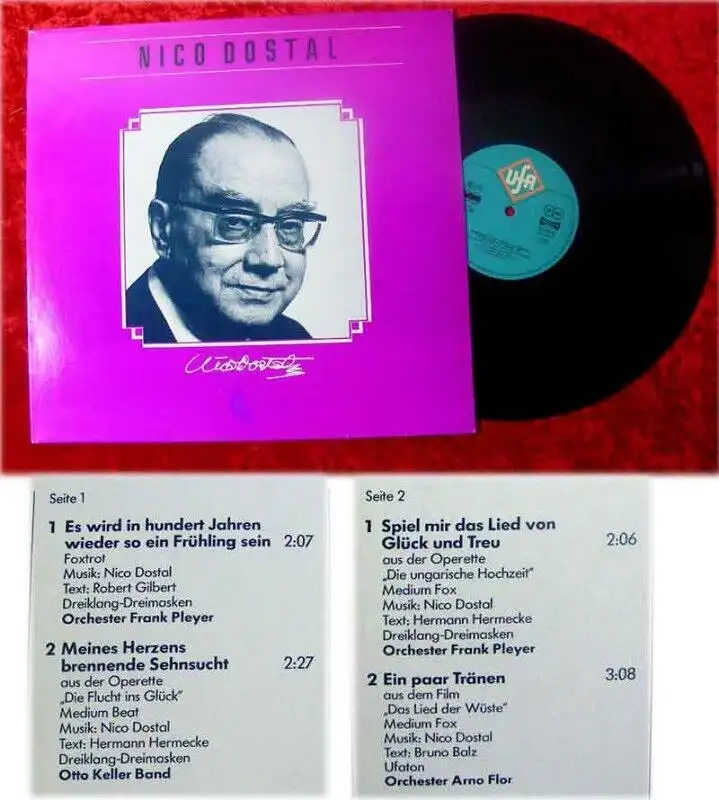 NICO DOSTAL
Nico Dostal
UFA
Seite 1
1 Es wird in hundert Jahren
wieder so ein Frühling sein 2:07
Foxtrot
Musik: Nico Dostal
Text: Robert Gilbert
Dreiklang-Dreimasken
Orchester Frank Pleyer
2 Meines Herzens
brennende Sehnsucht 2:27
aus der Operette
„Die Flucht ins Glück"
Medium Beat
Musik: Nico Dostal
Text: Hermann Hermecke
Dreiklang-Dreimasken
Otto Keller Band
Seite 2
1 Spiel mir das Lied von
Glück und Treu 2:06
aus der Operette
„Die ungarische Hochzeit"
Medium Fox
Musik: Nico Dostal
Text: Hermann Hermecke
Dreiklang-Dreimasken
Orchester Frank Pleyer
2 Ein paar Tränen 3:08
aus dem Film
„Das Lied der Wüste"
Medium Fox
Musik: Nico Dostal
Text: Bruno Balz
Ufaton
Orchester Arno Flor